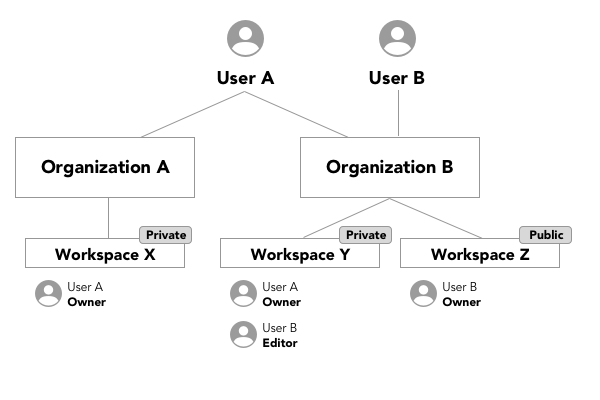 User A
User B
Organization A
Organization B
Private
Workspace X
Private
Workspace Y
Public
Workspace Z
User A
Owner
User A
Owner
User B
Editor
User B
Owner